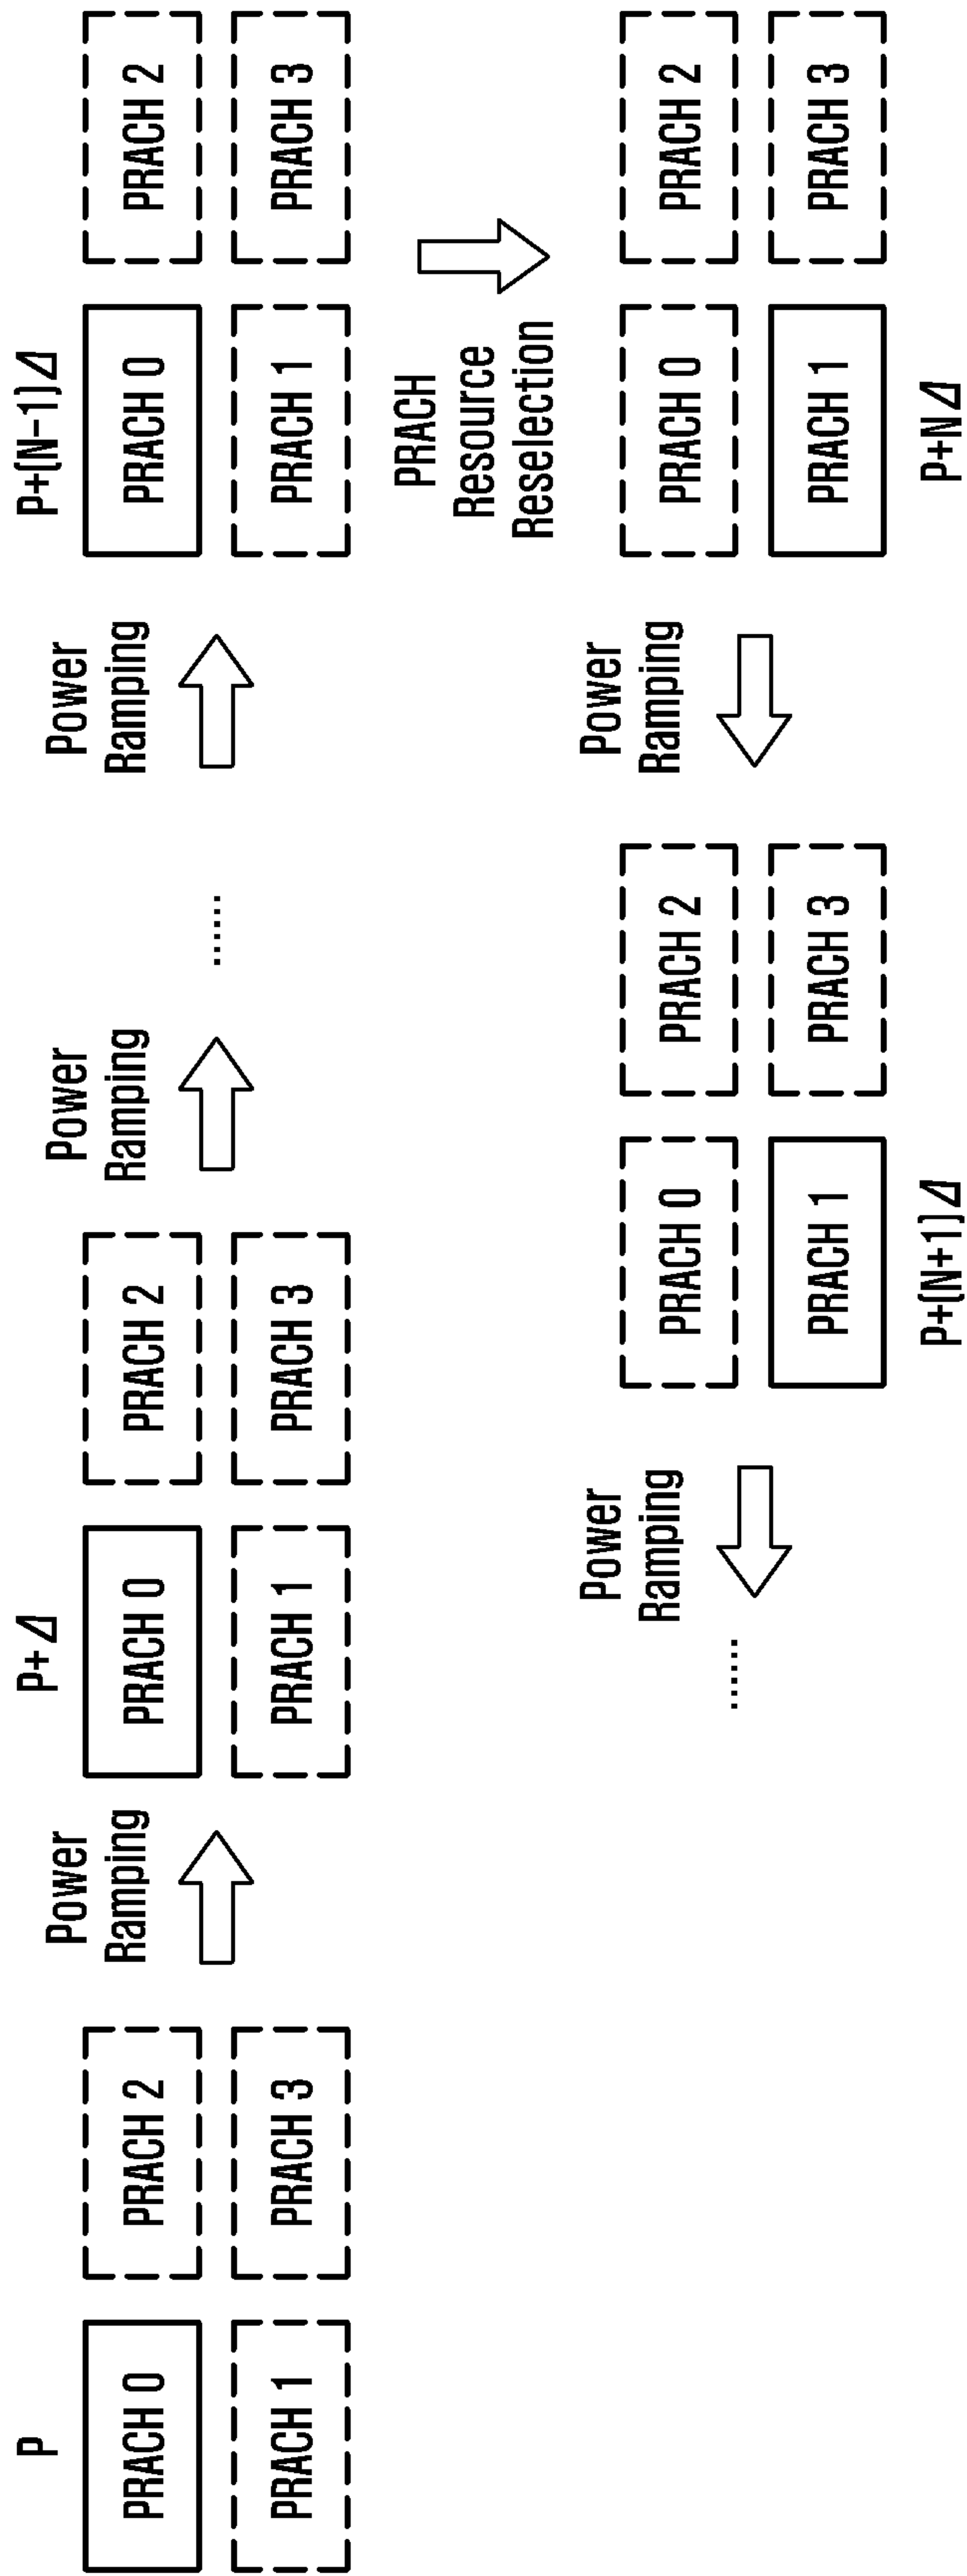 P
PRACH 0
PRACH 2
PRACH 1
PRACH 3
Power
Ramping
P+Δ
PRACH 0
PRACH 2
PRACH 1
PRACH 3
Power
Ramping
......
Power
Ramping
P+(N-1)Δ
PRACH 0
PRACH 2
PRACH 1
PRACH 3
PRACH
Resource
Reselection
PRACH 0
PRACH 2
PRACH 1
PRACH 3
P+NΔ
Power
Ramping
PRACH 0
PRACH 2
PRACH 1
PRACH 3
P+(N+1)Δ
Power
Ramping
......